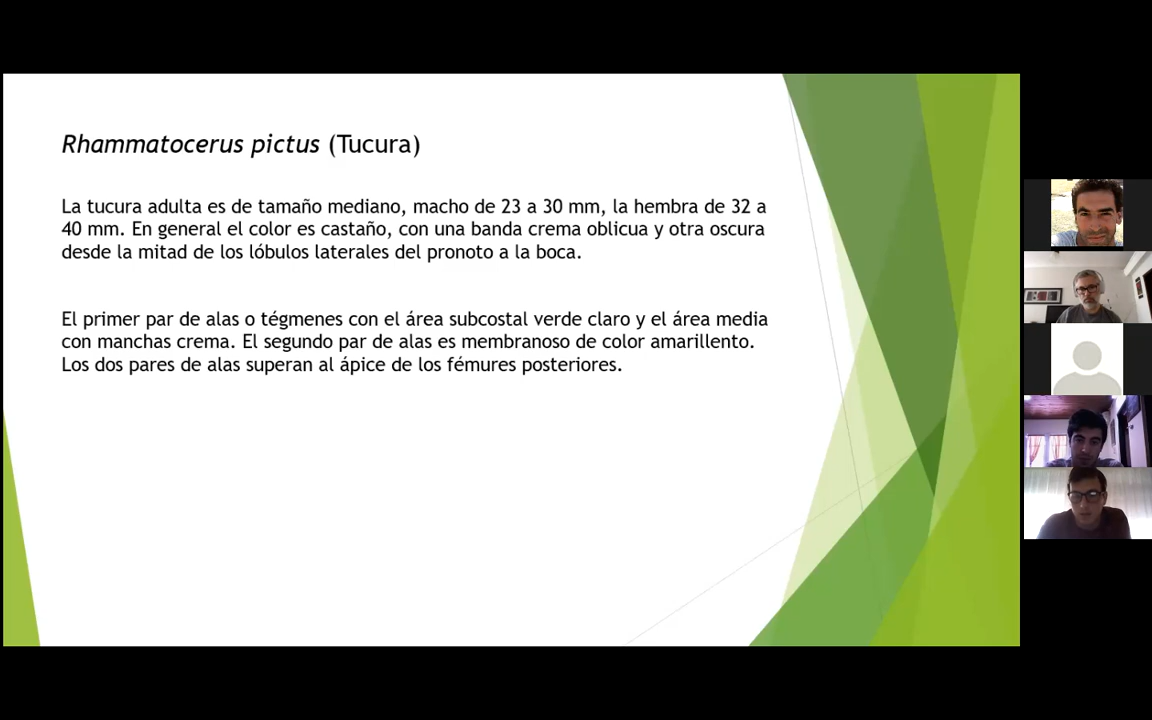 Rhammatocerus pictus (Tucura)
La tucura adulta es de tamaño mediano, macho de 23 a 30 mm, la hembra de 32 a
40 mm. En general el color es castaño, con una banda crema oblicua y otra oscura
desde la mitad de los lóbulos laterales del pronoto a la boca.
El primer par de alas o tégmenes con el área subcostal verde claro y el área media
con manchas crema. El segundo par de alas es membranoso de color amarillento.
Los dos pares de alas superan al ápice de los fémures posteriores.